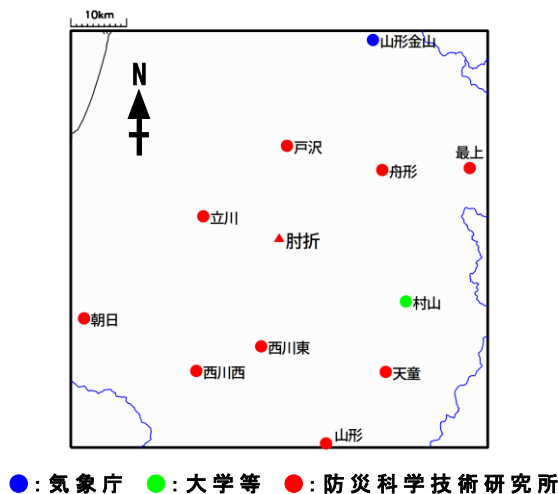 10km
山形金山
N
戸沢
最上
舟形
立川
肘折
村山
朝日
西川東
西川西
天童
山形
：気象庁 ：大学等 ：防災科学技術研究所